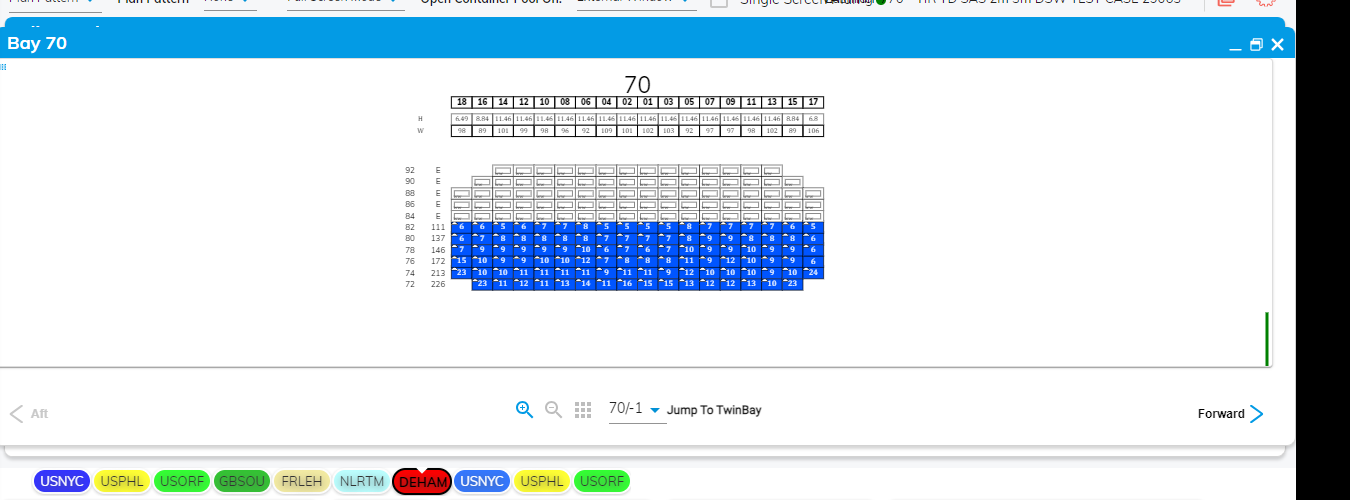 Bay 70
70
18 16 14 12 10 08 06 04 02 01 03 05 07 09 11 13 15 17
H 6.49 8.84 11.46 11.46 11.46 11.46 11.46 11.46 11.46 11.46 11.46 11.46 11.46 11.46 11.46 11.46 8.84 6.8
W 98 89 101 99 98 96 92 109 101 102 103 92 97 97 98 102 89 106
92 E
90 E
88 E
86 E
84 E
82 111 6 6 5 6 7 7 8 5 5 5 5 8 7 7 7 7 6 5
80 137 6 7 8 8 8 8 8 7 7 7 7 8 9 9 8 8 8 6
78 146 7 9 9 9 9 9 10 6 7 6 7 10 9 9 10 9 9 6
76 172 15 10 9 9 10 10 12 7 8 8 8 11 9 12 10 9 9 6
74 213 23 10 10 11 11 11 11 9 11 11 9 12 10 10 10 9 10 24
72 226 23 11 12 11 13 14 11 16 15 15 13 12 12 13 10 23
Aft 70/-1 Jump To TwinBay Forward
USNYC USPHL USORF GBSOU FRLEH NLRTM DEHAM USNYC USPHL USORF